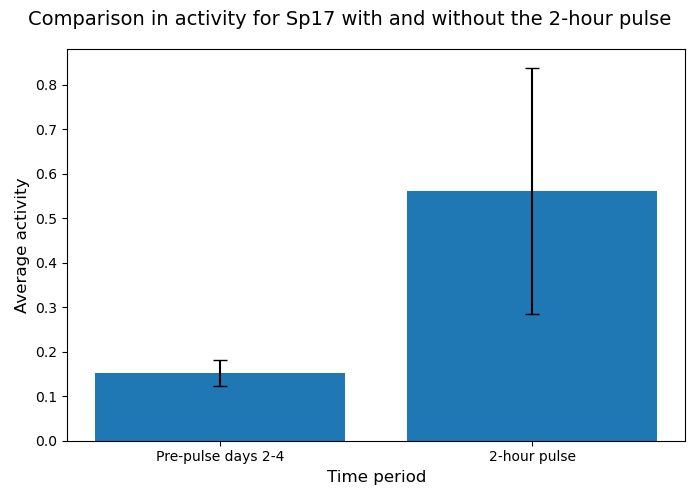 Comparison in activity for Sp17 with and without the 2-hour pulse
Average activity
0.8
0.7
0.6
0.5
0.4
0.3
0.2
0.1
0.0
Pre-pulse days 2-4
2-hour pulse
Time period